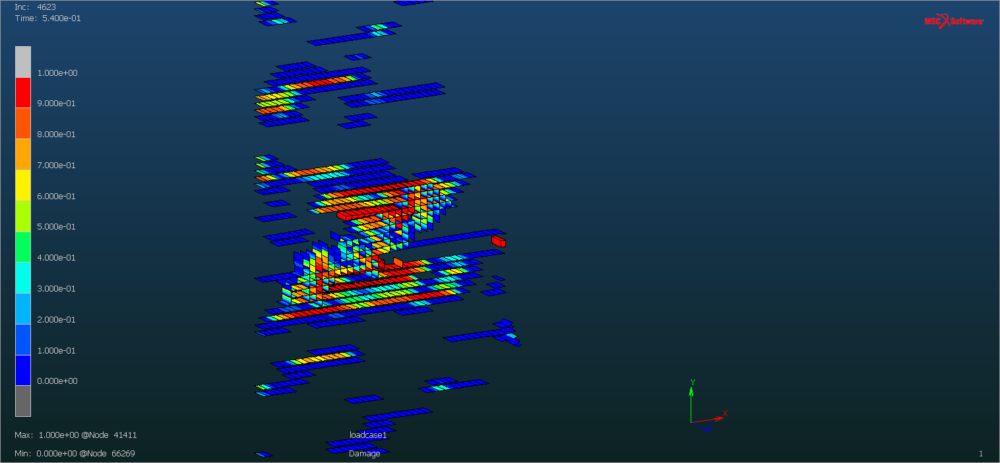 Inc: 4623
Time: 5.400e-01
MSC Software
1.000e+00
9.000e-01
8.000e-01
7.000e-01
6.000e-01
5.000e-01
4.000e-01
3.000e-01
2.000e-01
1.000e-01
0.000e+00
Y
X
Max: 1.000e+00 @Node 41411
loadcase1
Min: 0.000e+00 @Node 66269
Damage
1